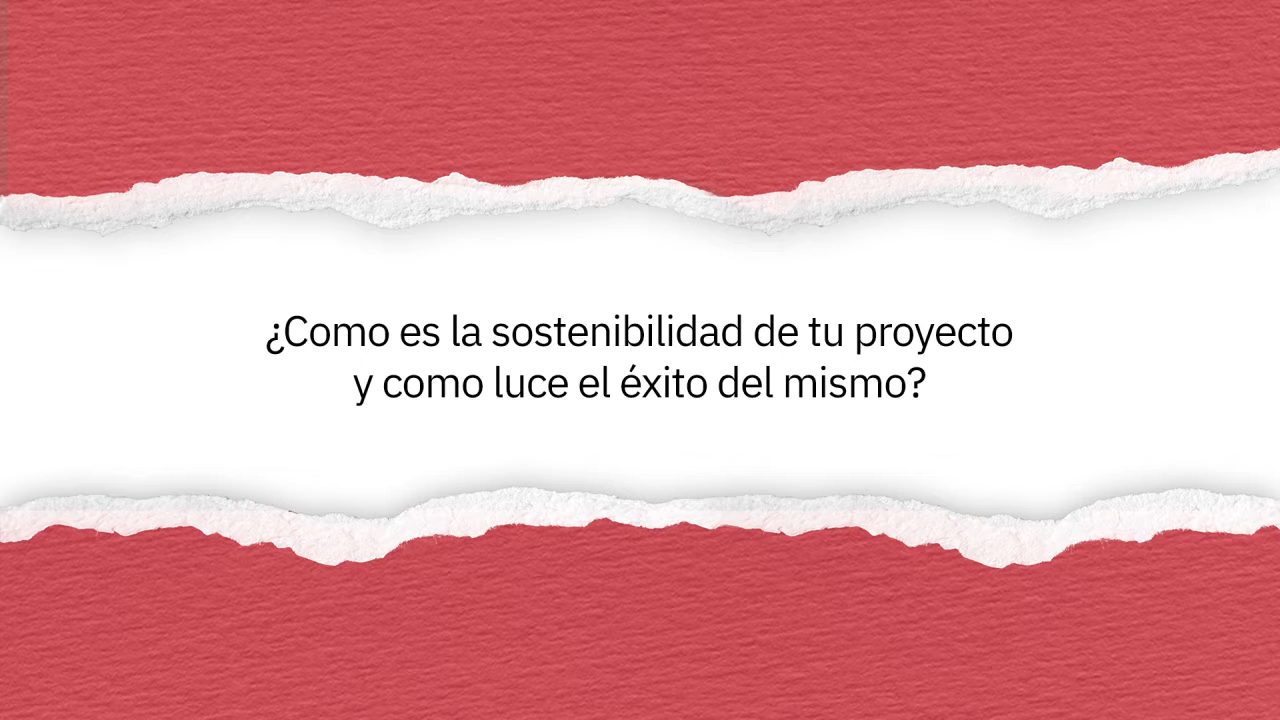 ¿Como es la sostenibilidad de tu proyecto
y como luce el éxito del mismo?